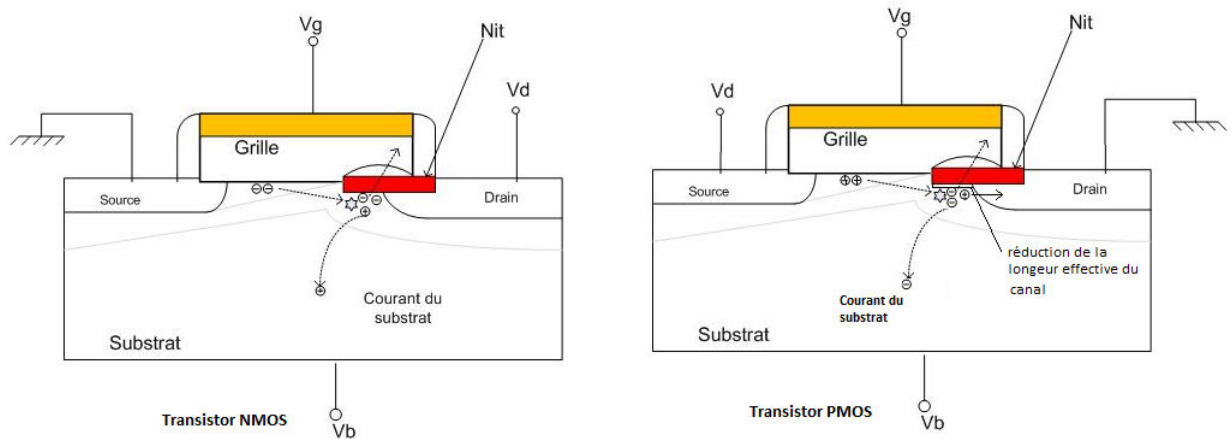 Vg
Nit
Vd
Grille
Source
Drain
Courant du
substrat
Substrat
Transistor NMOS
Vb
Vg
Nit
Vd
Grille
Source
Drain
réduction de la
longeur effective du
canal
Courant du
substrat
Substrat
Transistor PMOS
Vb